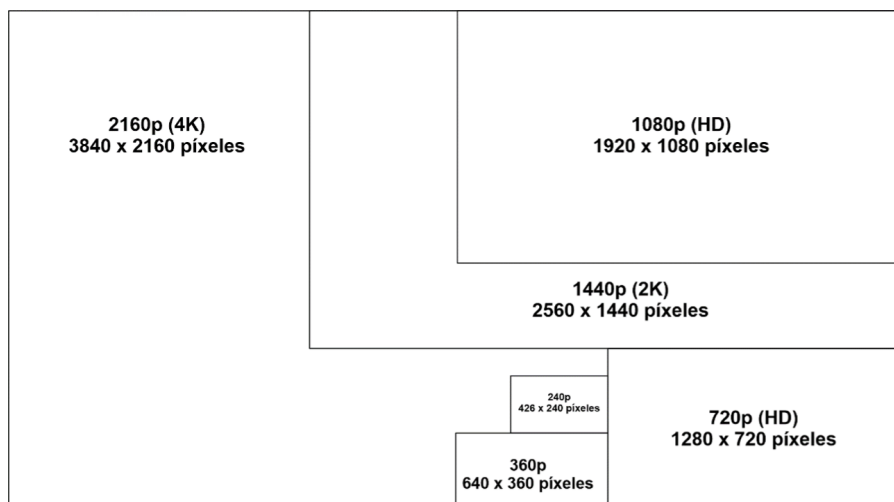 2160p (4K)
3840 x 2160 píxeles
1080p (HD)
1920 x 1080 píxeles
1440p (2K)
2560 x 1440 píxeles
240p
426 x 240 píxeles
720p (HD)
1280 x 720 píxeles
360p
640 x 360 píxeles